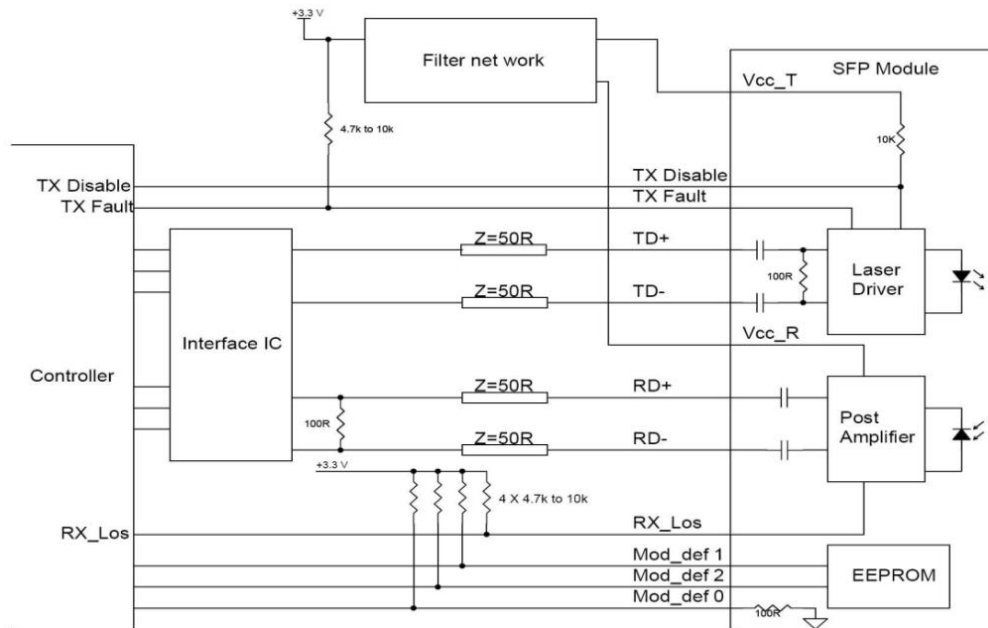 +3.3 V
Filter net work
SFP Module
Vcc_T
4.7k to 10k
10K
TX Disable
TX Disable
TX Fault
TX Fault
Z=50R
TD+
100R
Laser
Driver
Z=50R
TD-
Interface IC
Vcc_R
Controller
Z=50R
RD+
100R
Post
Amplifier
Z=50R
RD-
+3.3 V
4 X 4.7k to 10k
RX_Los
RX_Los
Mod_def 1
EEPROM
Mod_def 2
Mod_def 0
100R